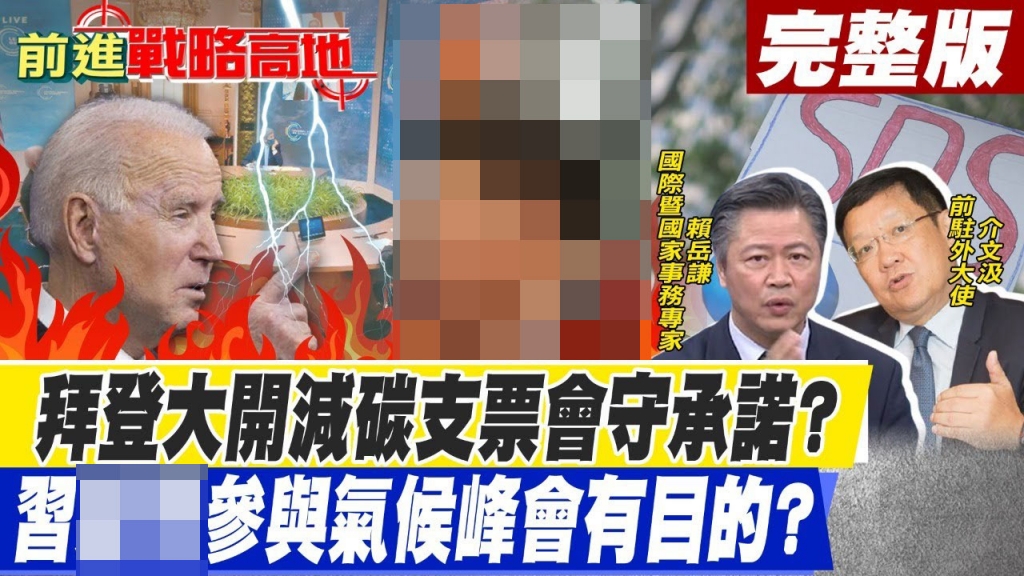 LIVE
前進戰略高地
完整版
SOS
國際暨國家事務專家
賴岳謙
前駐外大使
介文汲
拜登大開減碳支票會守承諾?
習 參與氣候峰會有目的?